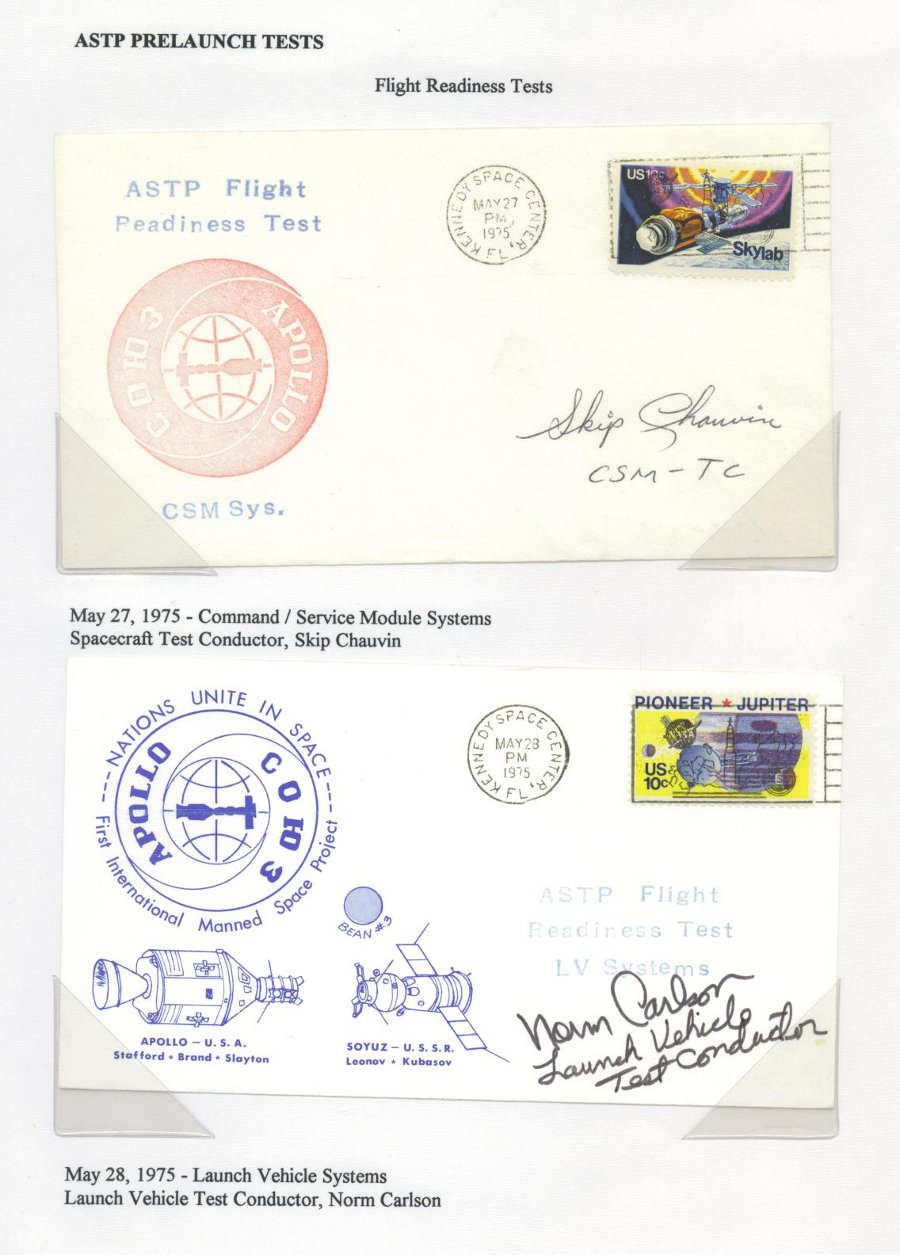 ASTP PRELAUNCH TESTS
Flight Readiness Tests
ASTP Flight
Readiness Test
KENNEDY SPACE CENTER, FL,
MAY 27
PM
1975
US 10c
Skylab
СОЮЗ
APOLLO
Skip Chauvin
CSM-TC
CSM Sys.
May 27, 1975 - Command / Service Module Systems
Spacecraft Test Conductor, Skip Chauvin
---NATIONS UNITE IN SPACE---
APOLLO
СОЮЗ
First International Manned Space Project
KENNEDY SPACE CENTER, FL,
MAY 28
PM
1975
PIONEER ★ JUPITER
US
10c
BEAN #3
ASTP Flight
Readiness Test
LV Systems
APOLLO – U.S.A.
Stafford ★ Brand ★ Slayton
SOYUZ – U.S.S.R.
Leonov ★ Kubasov
Norm Carlson
Launch Vehicle
Test Conductor
May 28, 1975 - Launch Vehicle Systems
Launch Vehicle Test Conductor, Norm Carlson